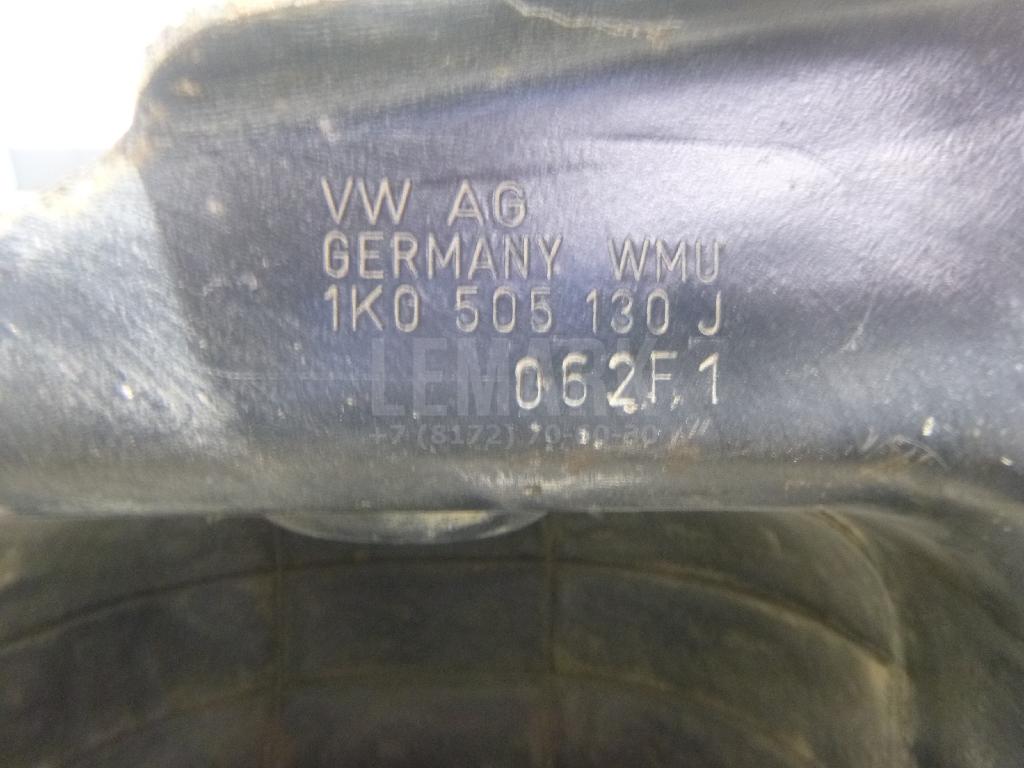 VW AG
GERMANY WMU
1K0 505 130 J
LEMARK
062F1